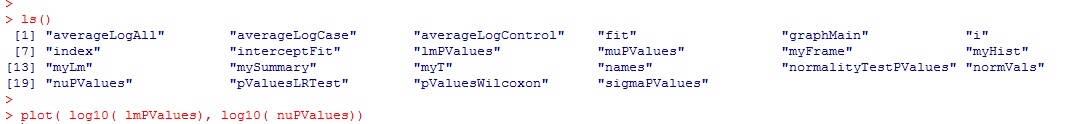 >
> ls()
[1] "averageLogAll" "averageLogCase" "averageLogControl" "fit" "graphMain" "i"
[7] "index" "interceptFit" "lmPValues" "muPValues" "myFrame" "myHist"
[13] "myLm" "mySummary" "myT" "names" "normalityTestPValues" "normVals"
[19] "nuPValues" "pValuesLRTest" "pValuesWilcoxon" "sigmaPValues"
>
> plot( log10( lmPValues), log10( nuPValues))